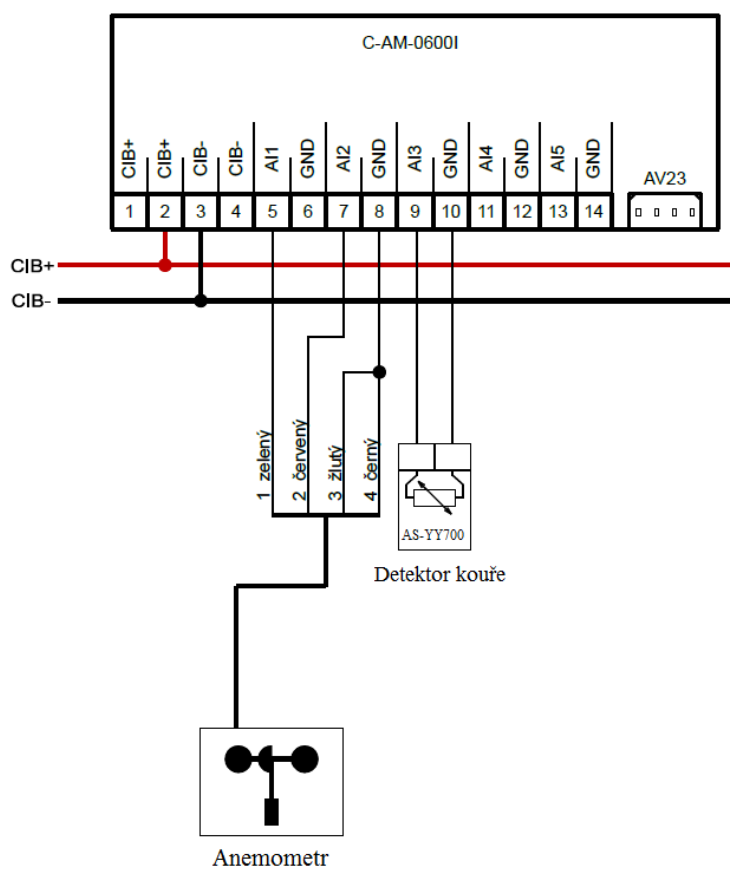 C-AM-0600I
CIB+ CIB+ CIB- CIB- AI1 GND AI2 GND AI3 GND AI4 GND AI5 GND
AV23
1 2 3 4 5 6 7 8 9 10 11 12 13 14
CIB+
CIB-
1 zelený
2 červený
3 žlutý
4 černý
AS-YY700
Detektor kouře
Anemometr